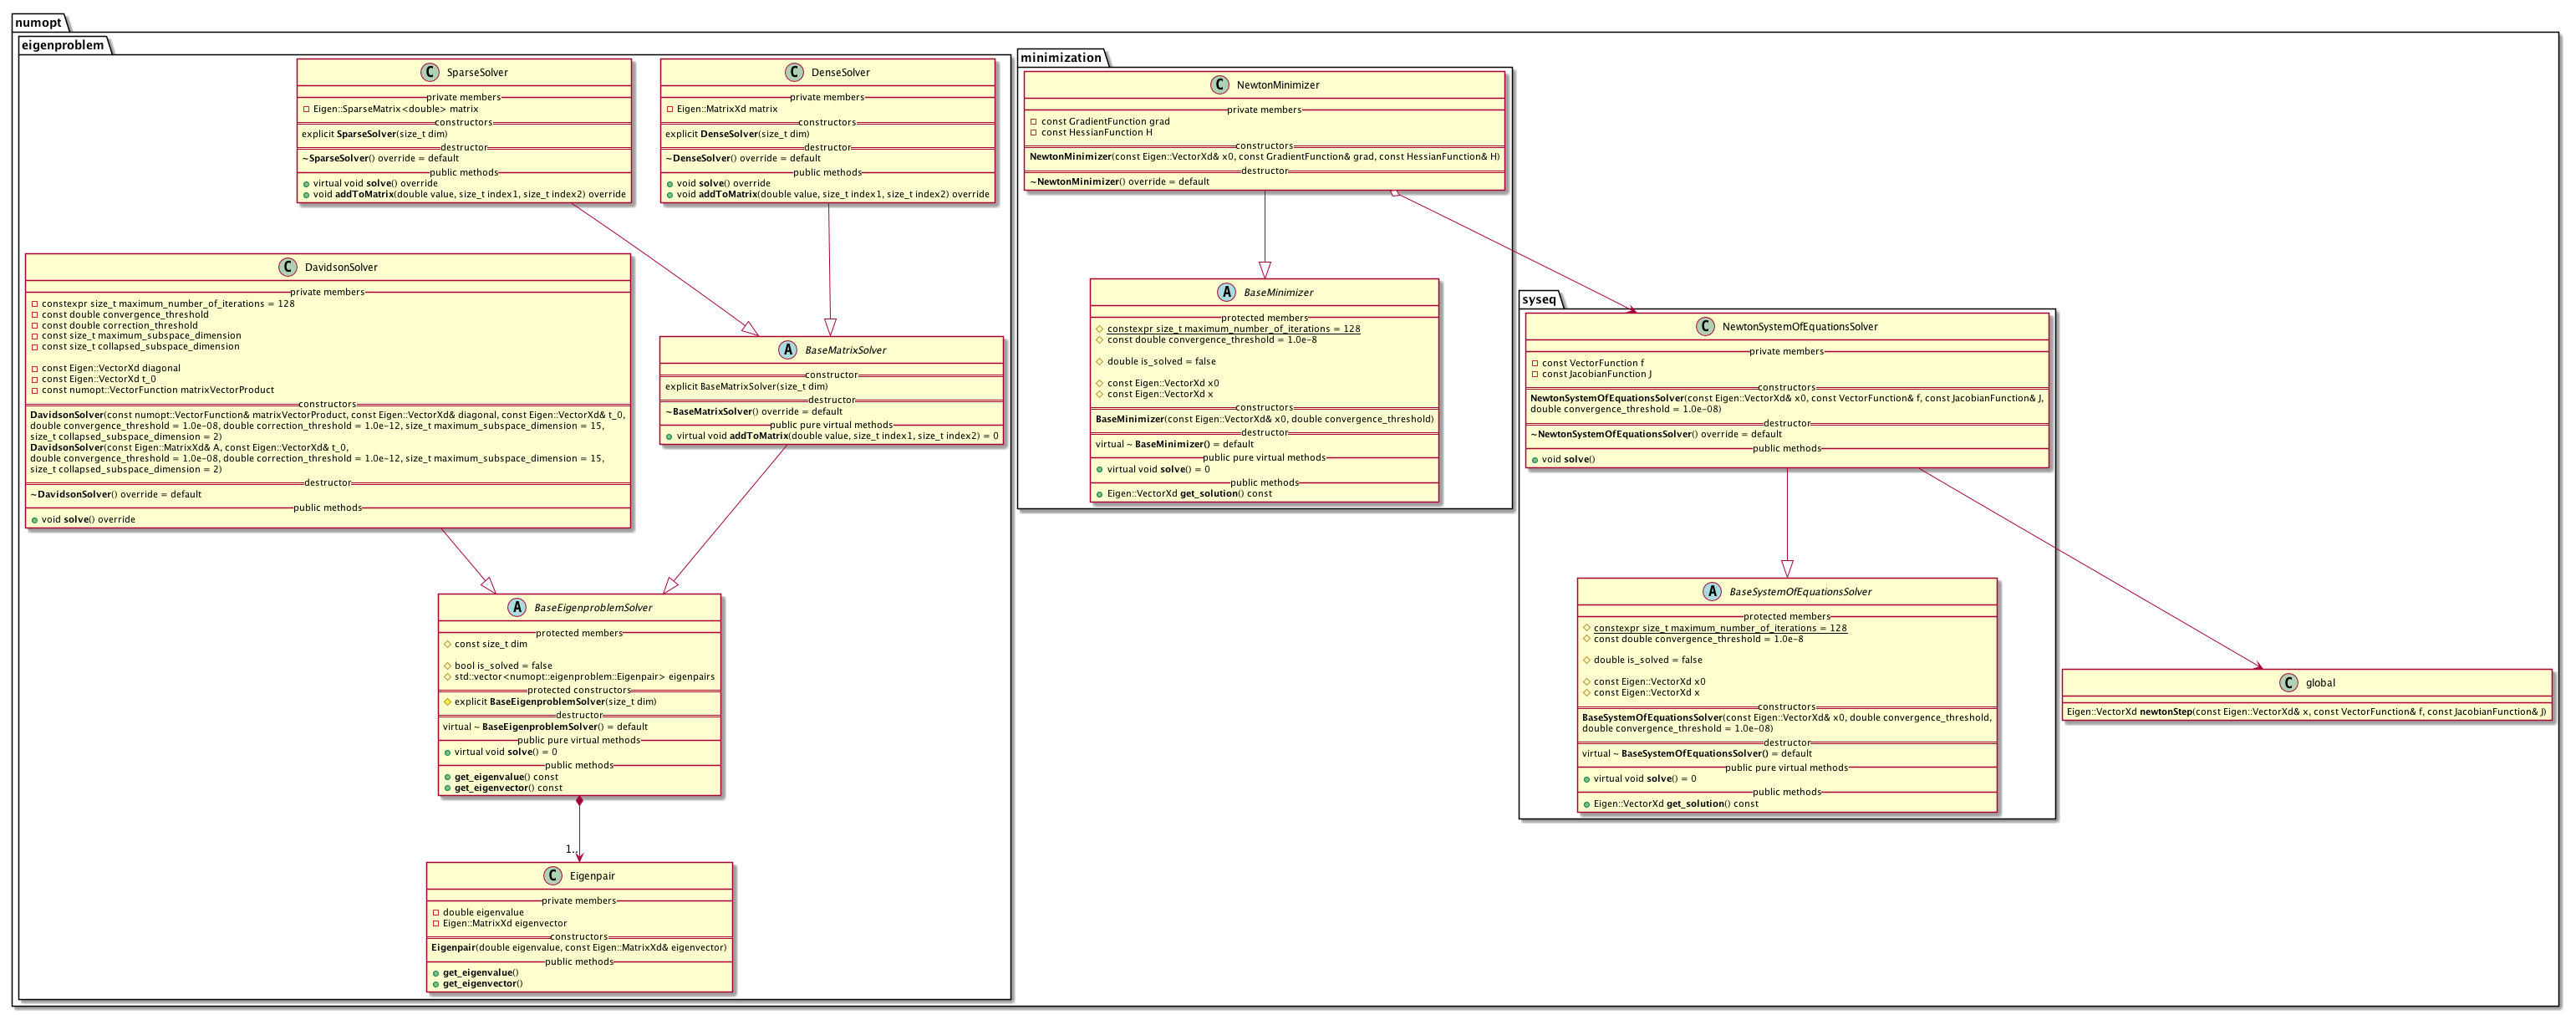 numopt
eigenproblem
C SparseSolver
private members
Eigen::SparseMatrix<double> matrix
constructors
explicit SparseSolver(size_t dim)
destructor
~SparseSolver() override = default
public methods
virtual void solve() override
void addToMatrix(double value, size_t index1, size_t index2) override
C DenseSolver
private members
Eigen::MatrixXd matrix
constructors
explicit DenseSolver(size_t dim)
destructor
~DenseSolver() override = default
public methods
void solve() override
void addToMatrix(double value, size_t index1, size_t index2) override
C DavidsonSolver
private members
constexpr size_t maximum_number_of_iterations = 128
const double convergence_threshold
const double correction_threshold
const size_t maximum_subspace_dimension
const size_t collapsed_subspace_dimension
const Eigen::VectorXd diagonal
const Eigen::VectorXd t_0
const numopt::VectorFunction matrixVectorProduct
constructors
DavidsonSolver(const numopt::VectorFunction& matrixVectorProduct, const Eigen::VectorXd& diagonal, const Eigen::VectorXd& t_0,
double convergence_threshold = 1.0e-08, double correction_threshold = 1.0e-12, size_t maximum_subspace_dimension = 15,
size_t collapsed_subspace_dimension = 2)
DavidsonSolver(const Eigen::MatrixXd& A, const Eigen::VectorXd& t_0,
double convergence_threshold = 1.0e-08, double correction_threshold = 1.0e-12, size_t maximum_subspace_dimension = 15,
size_t collapsed_subspace_dimension = 2)
destructor
~DavidsonSolver() override = default
public methods
void solve() override
A BaseMatrixSolver
constructor
explicit BaseMatrixSolver(size_t dim)
destructor
~BaseMatrixSolver() override = default
public pure virtual methods
virtual void addToMatrix(double value, size_t index1, size_t index2) = 0
A BaseEigenproblemSolver
protected members
const size_t dim
bool is_solved = false
std::vector<numopt::eigenproblem::Eigenpair> eigenpairs
protected constructors
explicit BaseEigenproblemSolver(size_t dim)
destructor
virtual ~ BaseEigenproblemSolver() = default
public pure virtual methods
virtual void solve() = 0
public methods
get_eigenvalue() const
get_eigenvector() const
1..
C Eigenpair
private members
double eigenvalue
Eigen::MatrixXd eigenvector
constructors
Eigenpair(double eigenvalue, const Eigen::MatrixXd& eigenvector)
public methods
get_eigenvalue()
get_eigenvector()
minimization
C NewtonMinimizer
private members
const GradientFunction grad
const HessianFunction H
constructors
NewtonMinimizer(const Eigen::VectorXd& x0, const GradientFunction& grad, const HessianFunction& H)
destructor
~NewtonMinimizer() override = default
A BaseMinimizer
protected members
constexpr size_t maximum_number_of_iterations = 128
const double convergence_threshold = 1.0e-8
double is_solved = false
const Eigen::VectorXd x0
const Eigen::VectorXd x
constructors
BaseMinimizer(const Eigen::VectorXd& x0, double convergence_threshold)
destructor
virtual ~ BaseMinimizer() = default
public pure virtual methods
virtual void solve() = 0
public methods
Eigen::VectorXd get_solution() const
syseq
C NewtonSystemOfEquationsSolver
private members
const VectorFunction f
const JacobianFunction J
constructors
NewtonSystemOfEquationsSolver(const Eigen::VectorXd& x0, const VectorFunction& f, const JacobianFunction& J,
double convergence_threshold = 1.0e-08)
destructor
~NewtonSystemOfEquationsSolver() override = default
public methods
void solve()
A BaseSystemOfEquationsSolver
protected members
constexpr size_t maximum_number_of_iterations = 128
const double convergence_threshold = 1.0e-8
double is_solved = false
const Eigen::VectorXd x0
const Eigen::VectorXd x
constructors
BaseSystemOfEquationsSolver(const Eigen::VectorXd& x0, double convergence_threshold,
double convergence_threshold = 1.0e-08)
destructor
virtual ~ BaseSystemOfEquationsSolver() = default
public pure virtual methods
virtual void solve() = 0
public methods
Eigen::VectorXd get_solution() const
C global
Eigen::VectorXd newtonStep(const Eigen::VectorXd& x, const VectorFunction& f, const JacobianFunction& J)